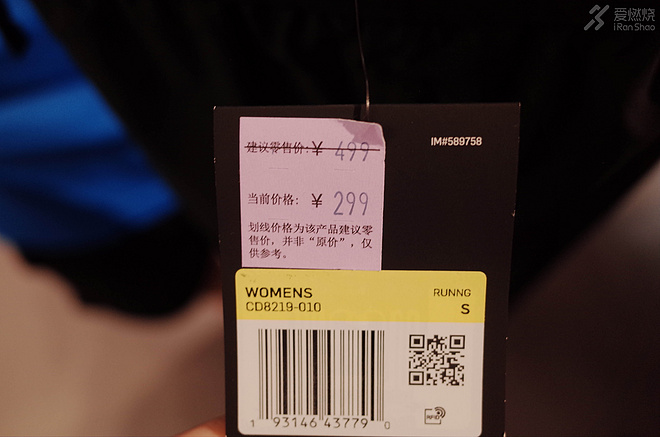 爱燃烧
iRanShao
IM#589758
建议零售价:¥ 499
当前价格: ¥ 299
划线价格为该产品建议零
售价, 并非“原价”, 仅
供参考。
WOMENS RUNNG
CD8219-010 S
1 93146 43779 0